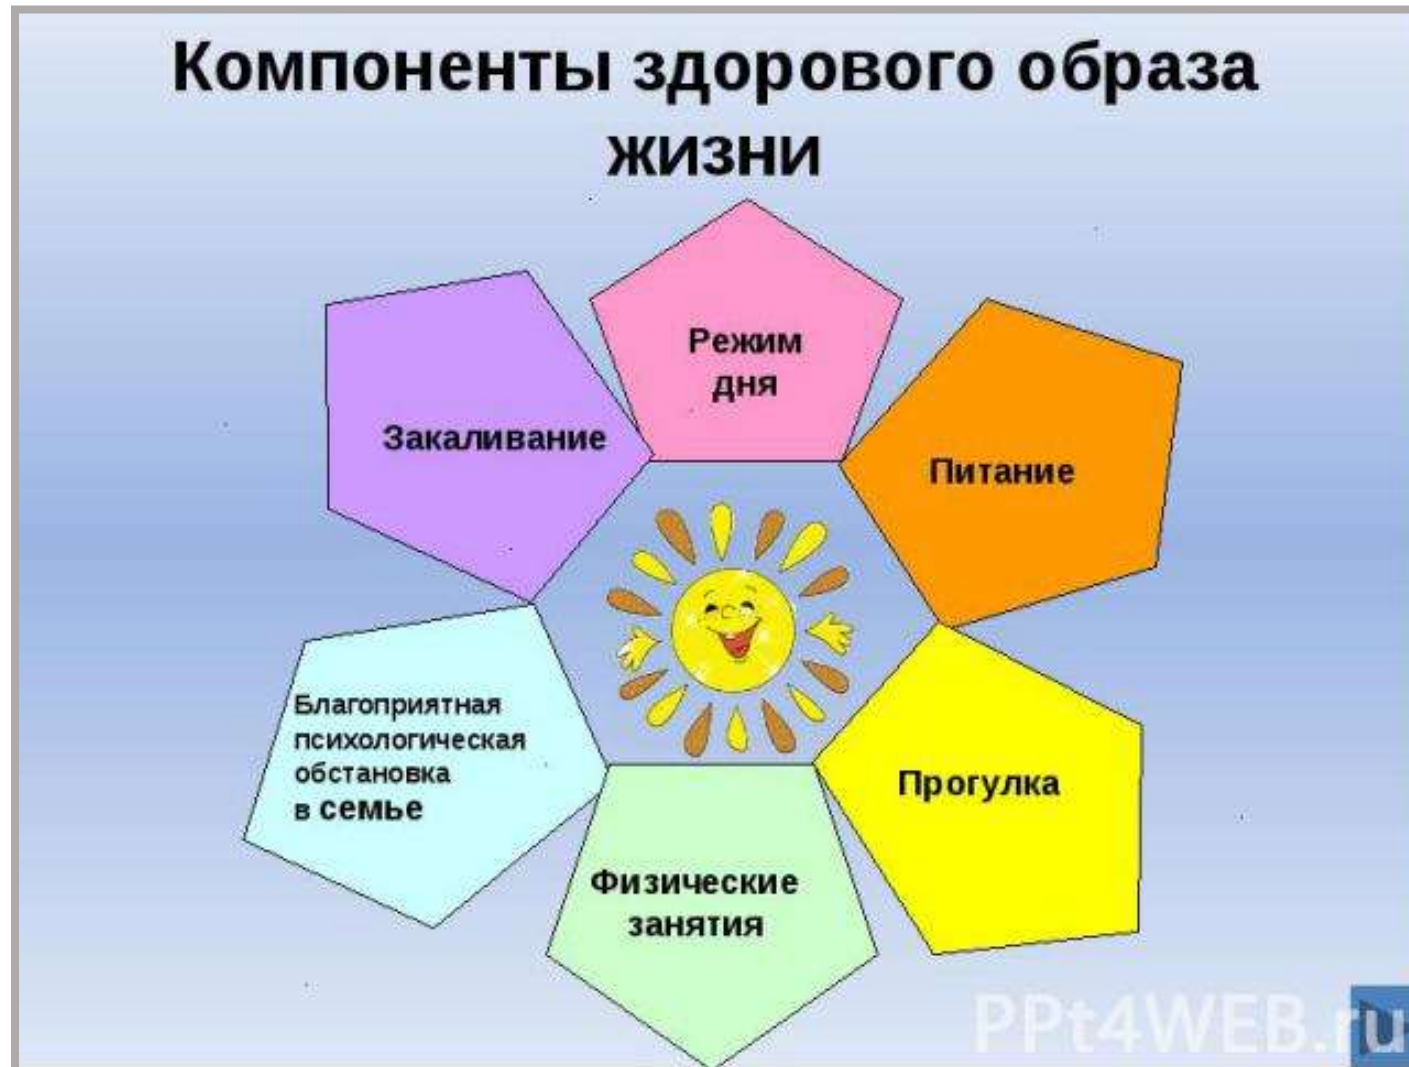 Компоненты здорового образа
жизни
Режим
дня
Закаливание
Питание
Благоприятная
психологическая
обстановка
в семье
Прогулка
Физические
занятия
PPt4WEB.ru